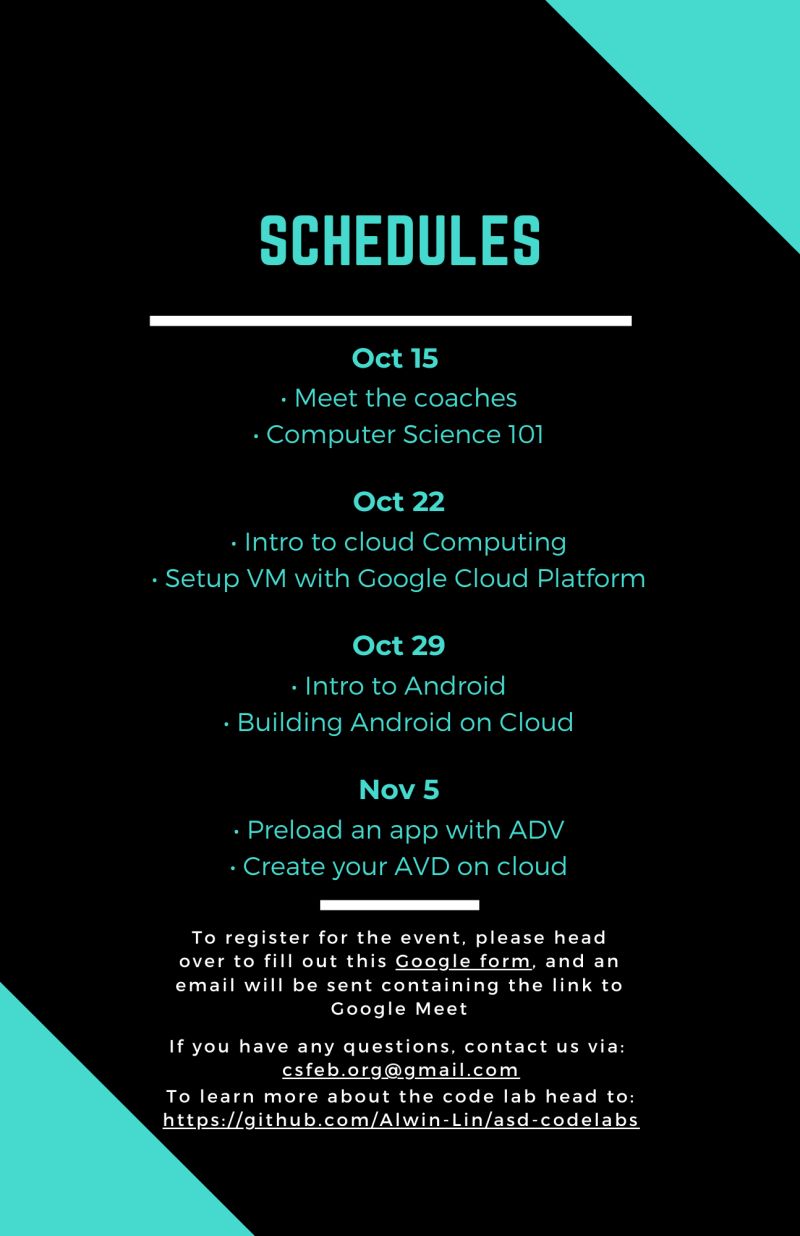 SCHEDULES
Oct 15
• Meet the coaches
• Computer Science 101
Oct 22
• Intro to cloud Computing
• Setup VM with Google Cloud Platform
Oct 29
• Intro to Android
• Building Android on Cloud
Nov 5
• Preload an app with ADV
• Create your AVD on cloud
To register for the event, please head
over to fill out this Google form, and an
email will be sent containing the link to
Google Meet
If you have any questions, contact us via:
csfeb.org@gmail.com
To learn more about the code lab head to:
https://github.com/Alwin-Lin/asd-codelabs